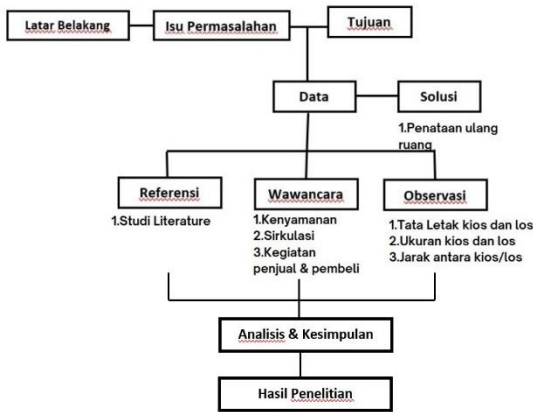 Latar Belakang
Isu Permasalahan
Tujuan
Data
Solusi
1.Penataan ulang
ruang
Referensi
1.Studi Literature
Wawancara
1.Kenyamanan
2.Sirkulasi
3.Kegiatan
penjual & pembeli
Observasi
1.Tata Letak kios dan los
2.Ukuran kios dan los
3.Jarak antara kios/los
Analisis & Kesimpulan
Hasil Penelitian